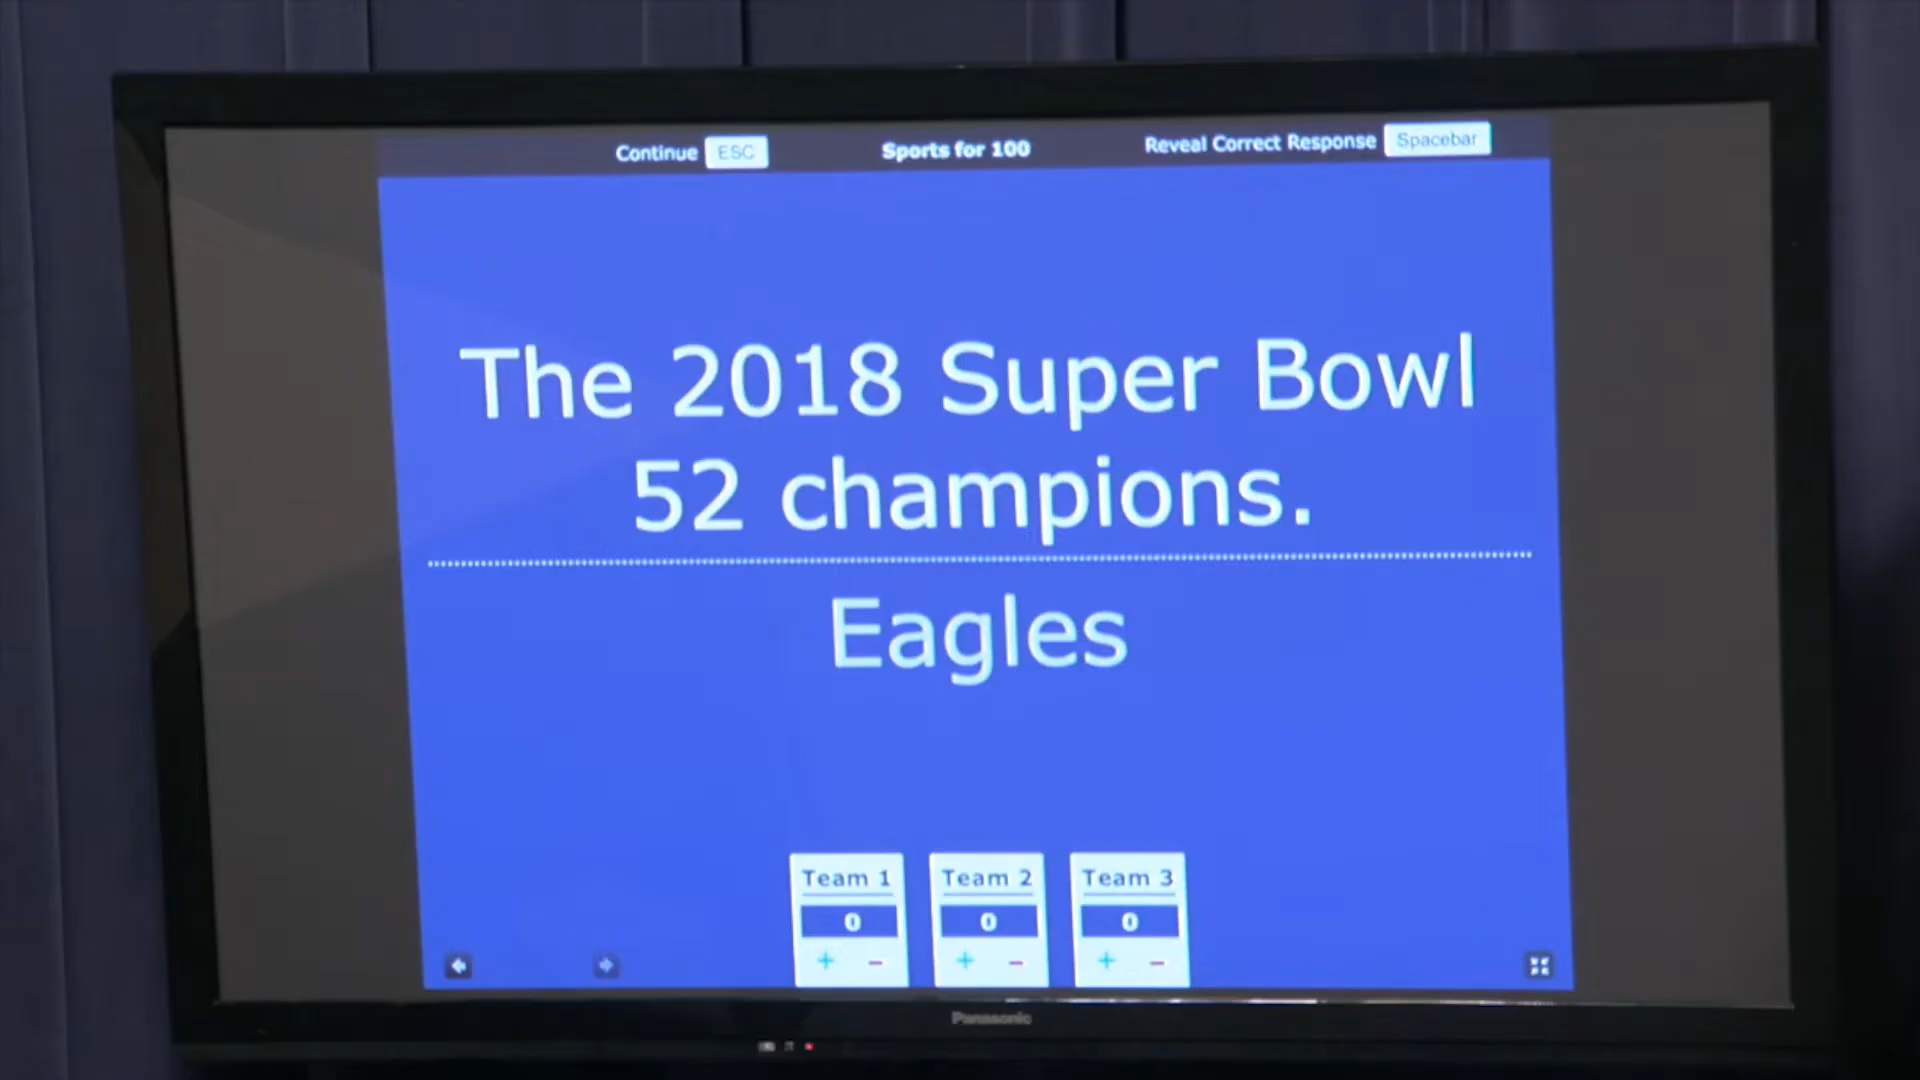 Continue ESC Sports for 100 Reveal Correct Response Spacebar
The 2018 Super Bowl
52 champions.
Eagles
Team 1 Team 2 Team 3
0 0 0
+ - + - + -
Panasonic